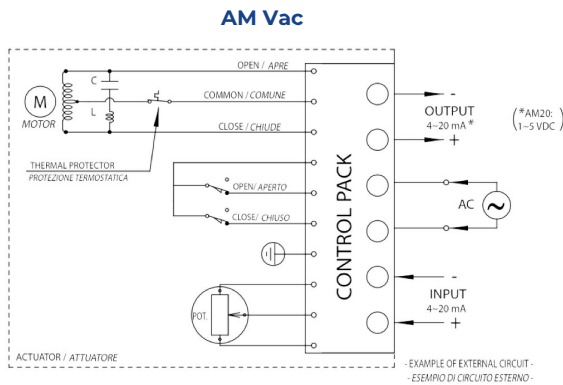 AM Vac
OPEN / APRE
C
COMMON / COMUNE
M
L
MOTOR
CLOSE / CHIUDE
THERMAL PROTECTOR
PROTEZIONE TERMOSTATICA
OPEN/ APERTO
CLOSE/ CHIUSO
POT.
ACTUATOR / ATTUATORE
CONTROL PACK
-
OUTPUT
4~20 mA *
+
(*AM20:
1~5 VDC)
AC
~
-
INPUT
4~20 mA
+
- EXAMPLE OF EXTERNAL CIRCUIT -
- ESEMPIO DI CIRCUITO ESTERNO -